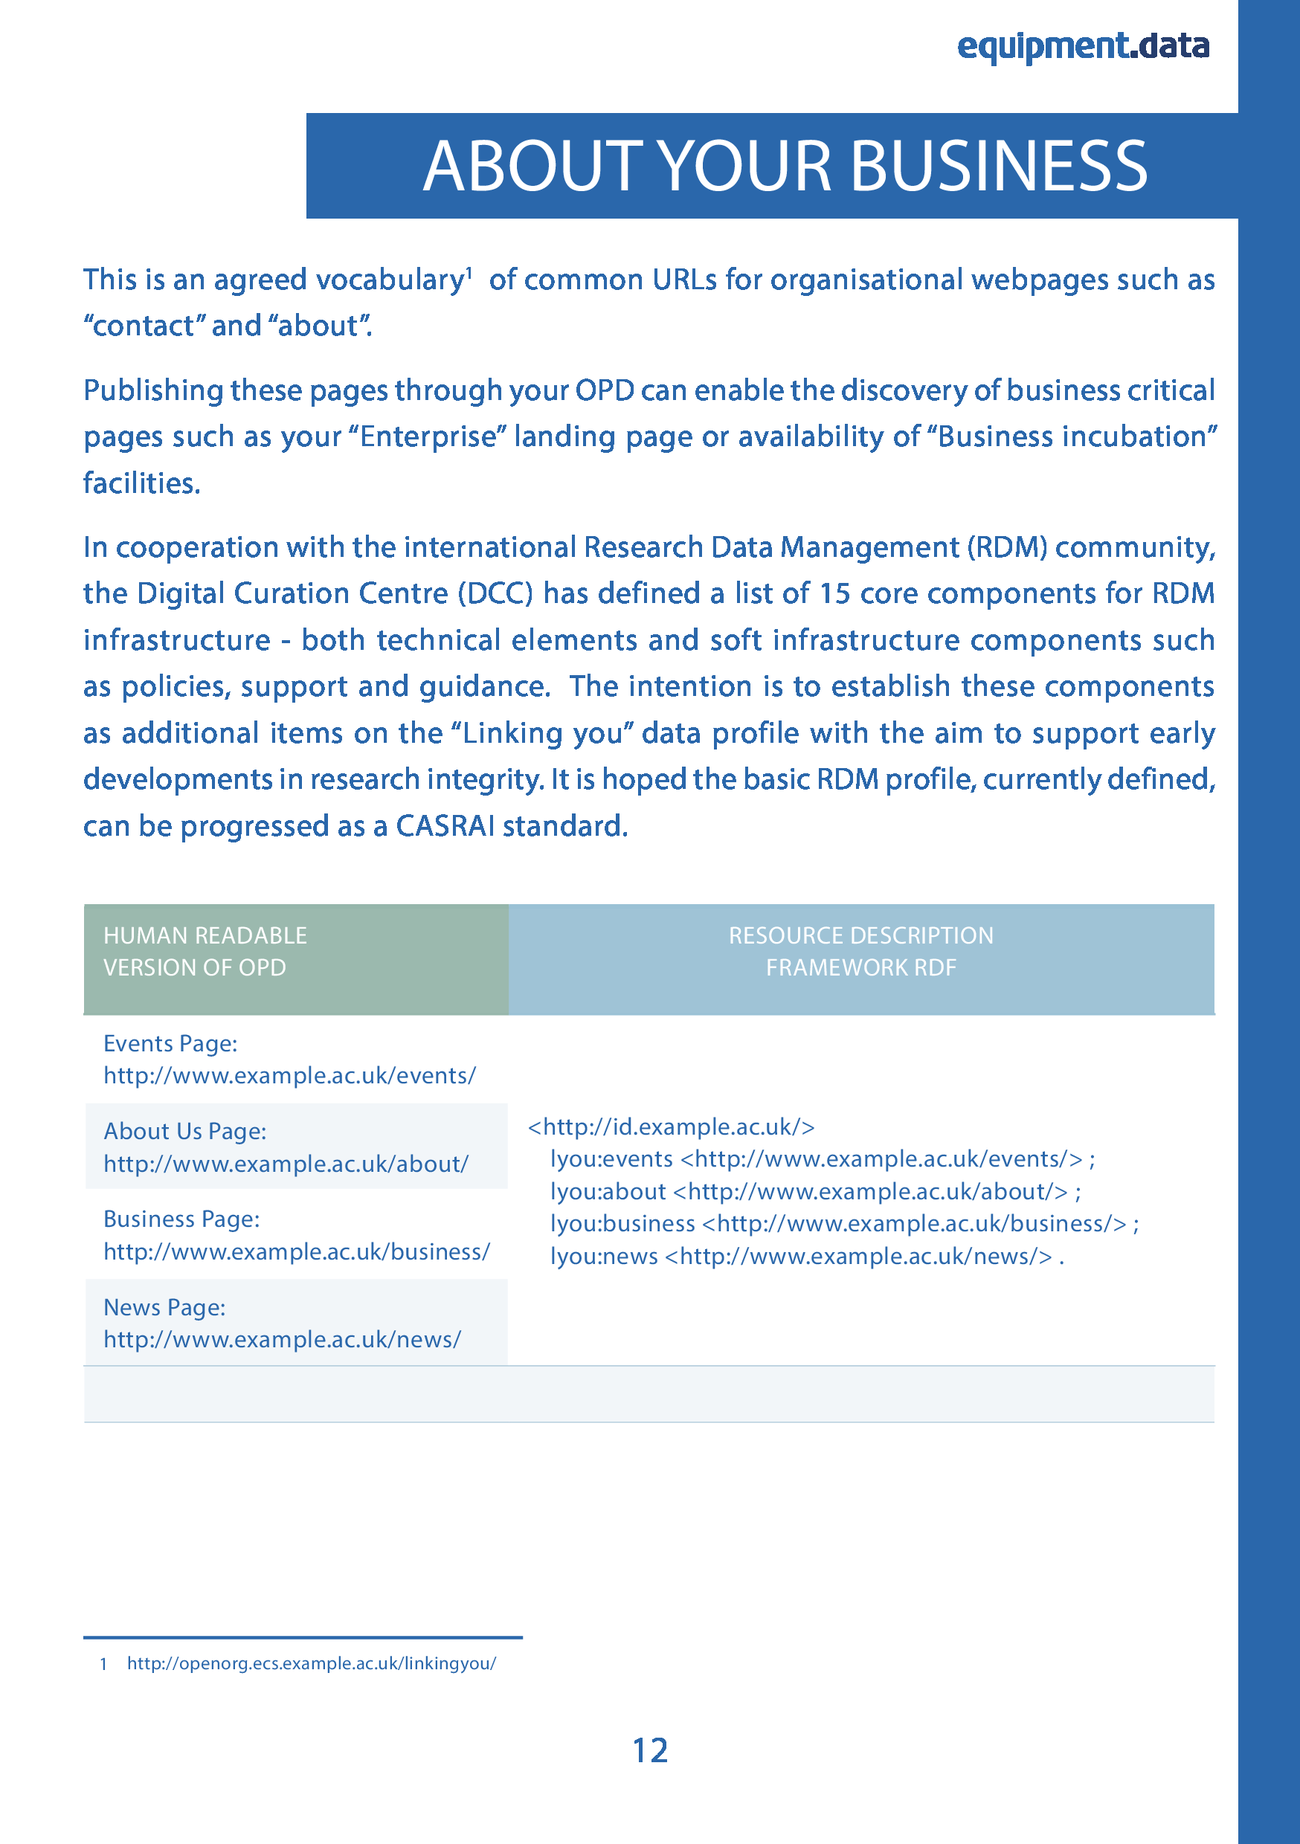 equipment.data
ABOUT YOUR BUSINESS
This is an agreed vocabulary¹ of common URLs for organisational webpages such as
“contact” and “about”.
Publishing these pages through your OPD can enable the discovery of business critical
pages such as your “Enterprise” landing page or availability of “Business incubation”
facilities.
In cooperation with the international Research Data Management (RDM) community,
the Digital Curation Centre (DCC) has defined a list of 15 core components for RDM
infrastructure - both technical elements and soft infrastructure components such
as policies, support and guidance.  The intention is to establish these components
as additional items on the “Linking you” data profile with the aim to support early
developments in research integrity. It is hoped the basic RDM profile, currently defined,
can be progressed as a CASRAI standard.
HUMAN READABLE
VERSION OF OPD
RESOURCE DESCRIPTION
FRAMEWORK RDF
Events Page:
http://www.example.ac.uk/events/
About Us Page:
http://www.example.ac.uk/about/
Business Page:
http://www.example.ac.uk/business/
News Page:
http://www.example.ac.uk/news/
<http://id.example.ac.uk/>
lyou:events <http://www.example.ac.uk/events/> ;
lyou:about <http://www.example.ac.uk/about/> ;
lyou:business <http://www.example.ac.uk/business/> ;
lyou:news <http://www.example.ac.uk/news/> .
1 http://openorg.ecs.example.ac.uk/linkingyou/
12